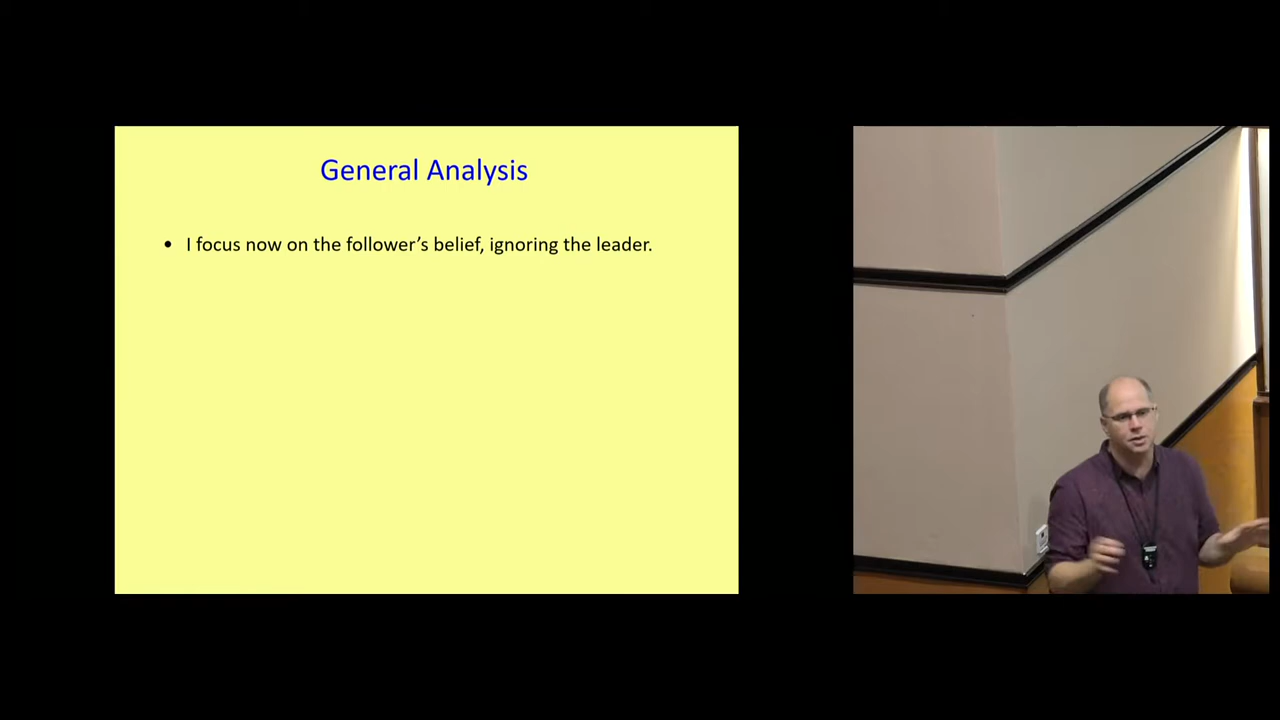 General Analysis
• I focus now on the follower’s belief, ignoring the leader.